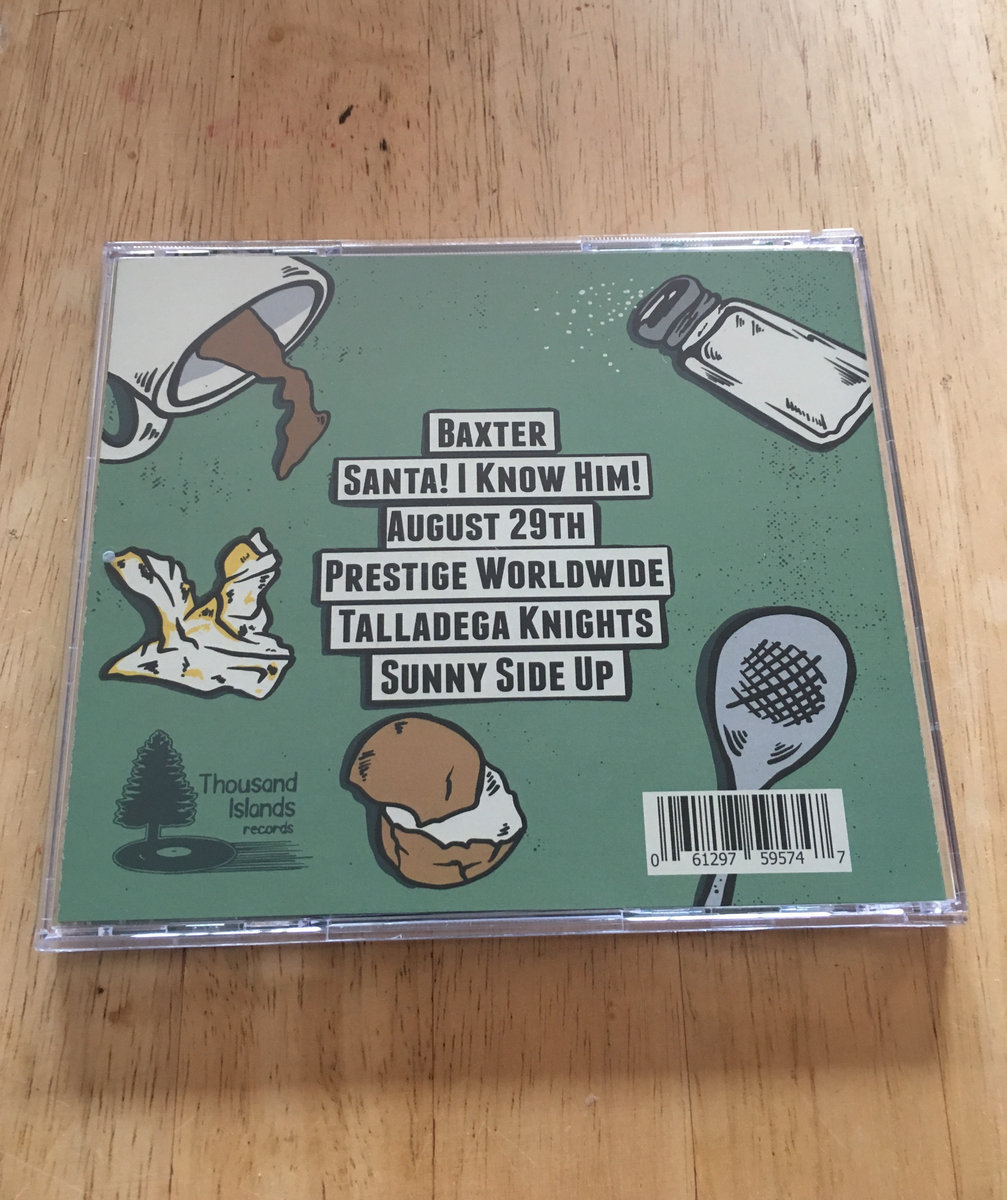 Baxter
Santa! I Know Him!
August 29th
Prestige Worldwide
Talladega Knights
Sunny Side Up
Thousand
Islands
records
0 61297 59574 7